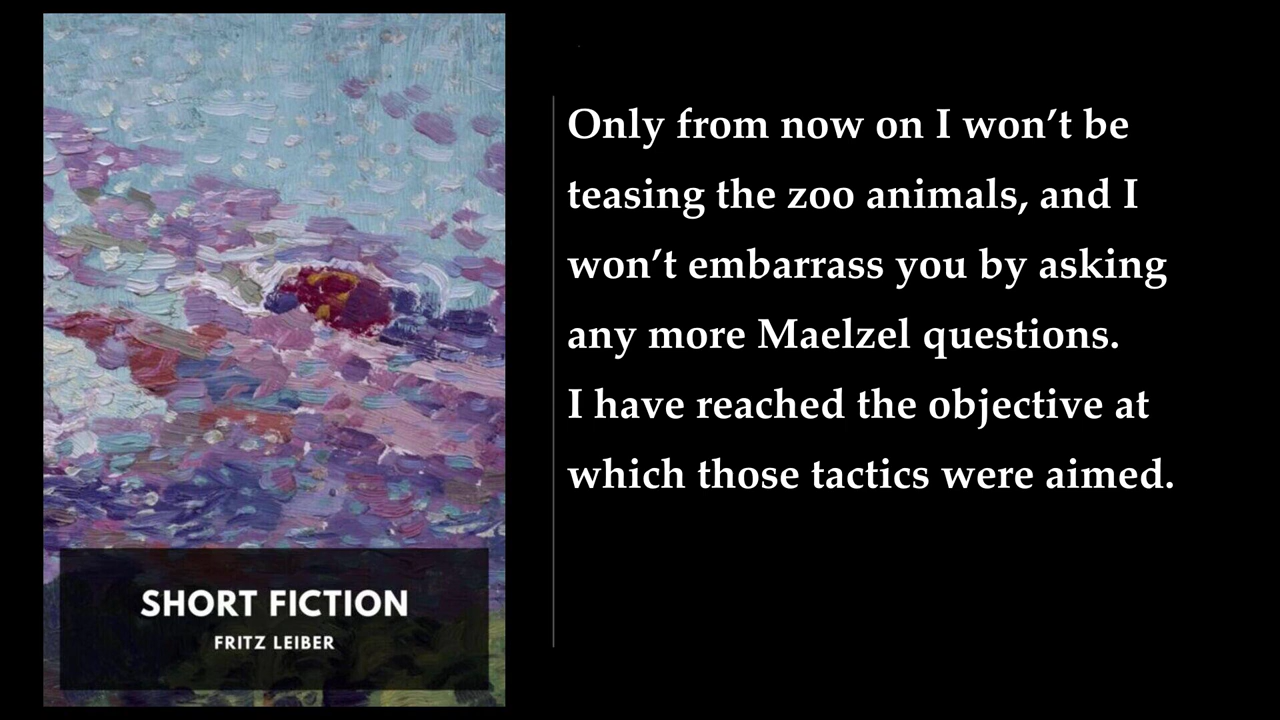 Only from now on I won’t be
teasing the zoo animals, and I
won’t embarrass you by asking
any more Maelzel questions.
I have reached the objective at
which those tactics were aimed.
SHORT FICTION
FRITZ LEIBER